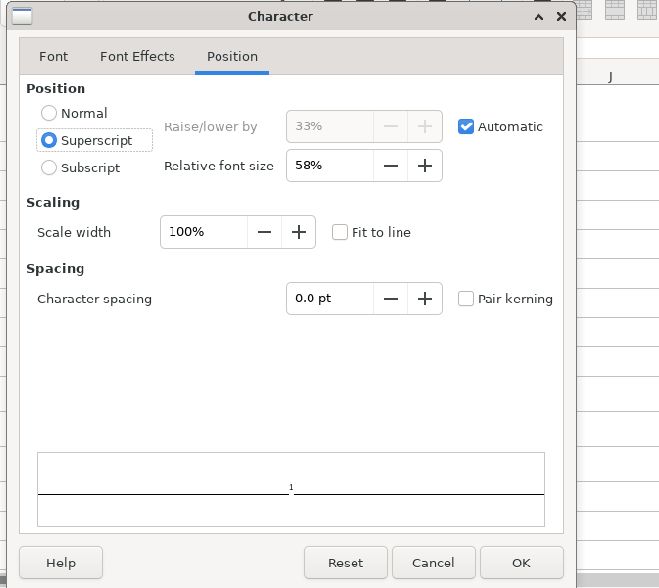 Character
Font Font Effects Position
Position
Normal
Superscript
Subscript
Raise/lower by 33% Automatic
Relative font size 58%
Scaling
Scale width 100% Fit to line
Spacing
Character spacing 0.0 pt Pair kerning
1
Help Reset Cancel OK
J